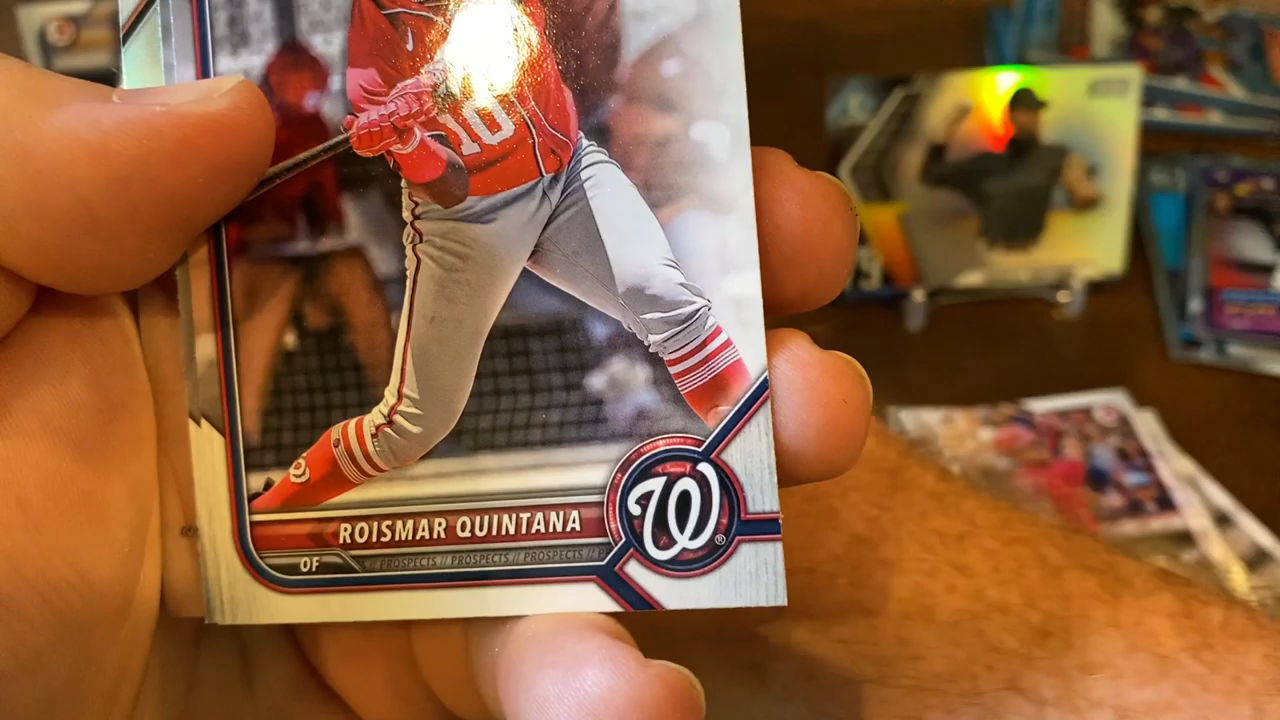 10
ROISMAR QUINTANA
W ®
OF
PROSPECTS // PROSPECTS // PROSPECTS // P